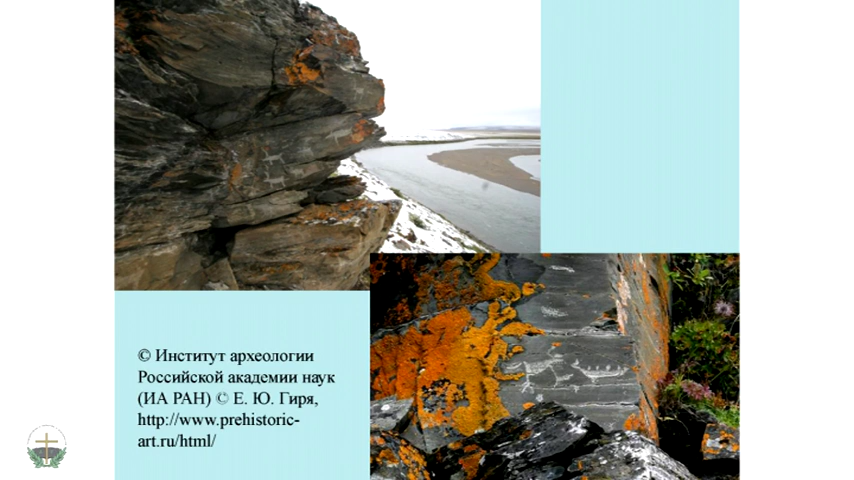 © Институт археологии
Российской академии наук
(ИА РАН) © Е. Ю. Гиря,
http://www.prehistoric-
art.ru/html/